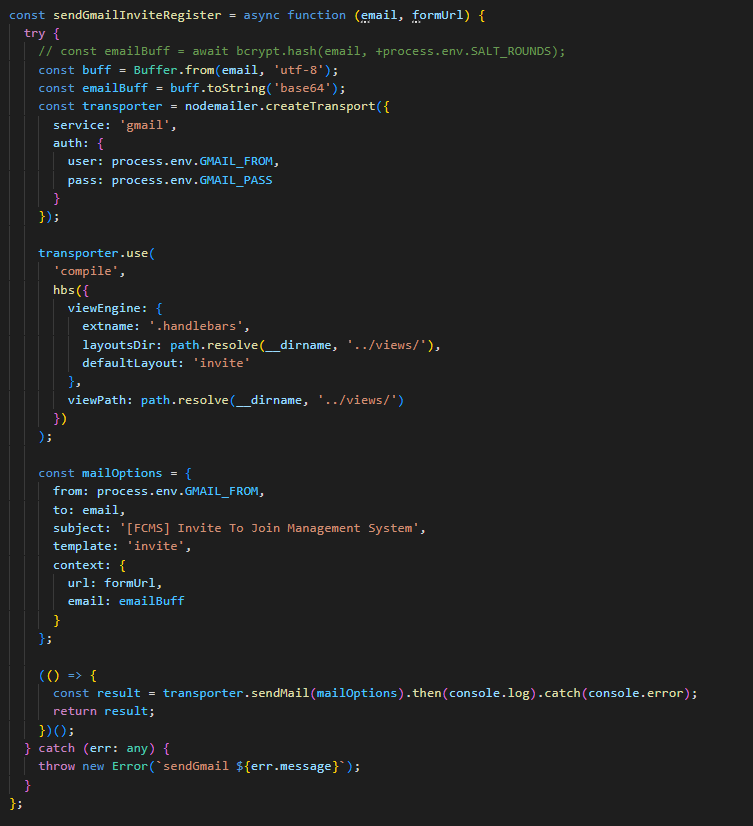 const sendGmailInviteRegister = async function (email, formUrl) {
  try {
    // const emailBuff = await bcrypt.hash(email, +process.env.SALT_ROUNDS);
    const buff = Buffer.from(email, 'utf-8');
    const emailBuff = buff.toString('base64');
    const transporter = nodemailer.createTransport({
      service: 'gmail',
      auth: {
        user: process.env.GMAIL_FROM,
        pass: process.env.GMAIL_PASS
      }
    });

    transporter.use(
      'compile',
      hbs({
        viewEngine: {
          extname: '.handlebars',
          layoutsDir: path.resolve(__dirname, '../views/'),
          defaultLayout: 'invite'
        },
        viewPath: path.resolve(__dirname, '../views/')
      })
    );

    const mailOptions = {
      from: process.env.GMAIL_FROM,
      to: email,
      subject: '[FCMS] Invite To Join Management System',
      template: 'invite',
      context: {
        url: formUrl,
        email: emailBuff
      }
    };

    (() => {
      const result = transporter.sendMail(mailOptions).then(console.log).catch(console.error);
      return result;
    })();
  } catch (err: any) {
    throw new Error(`sendGmail ${err.message}`);
  }
};